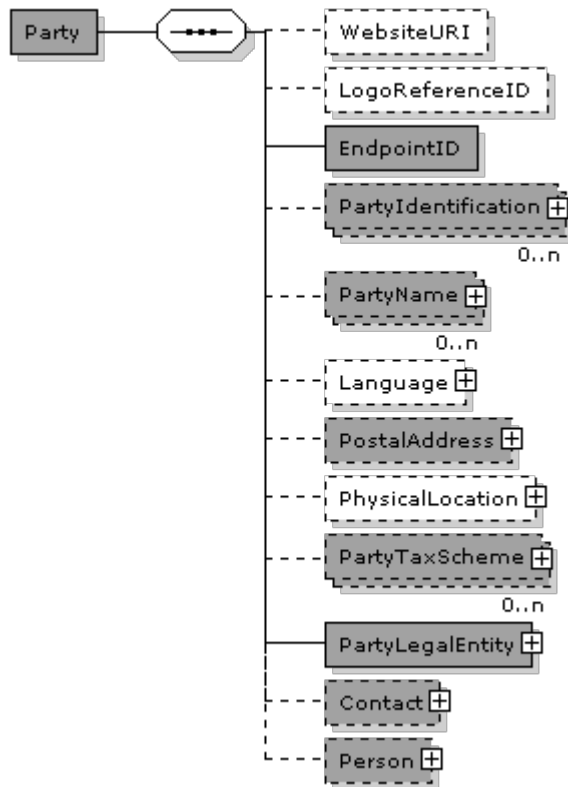 Party
WebsiteURI
LogoReferenceID
EndpointID
PartyIdentification
0..n
PartyName
0..n
Language
PostalAddress
PhysicalLocation
PartyTaxScheme
0..n
PartyLegalEntity
Contact
Person